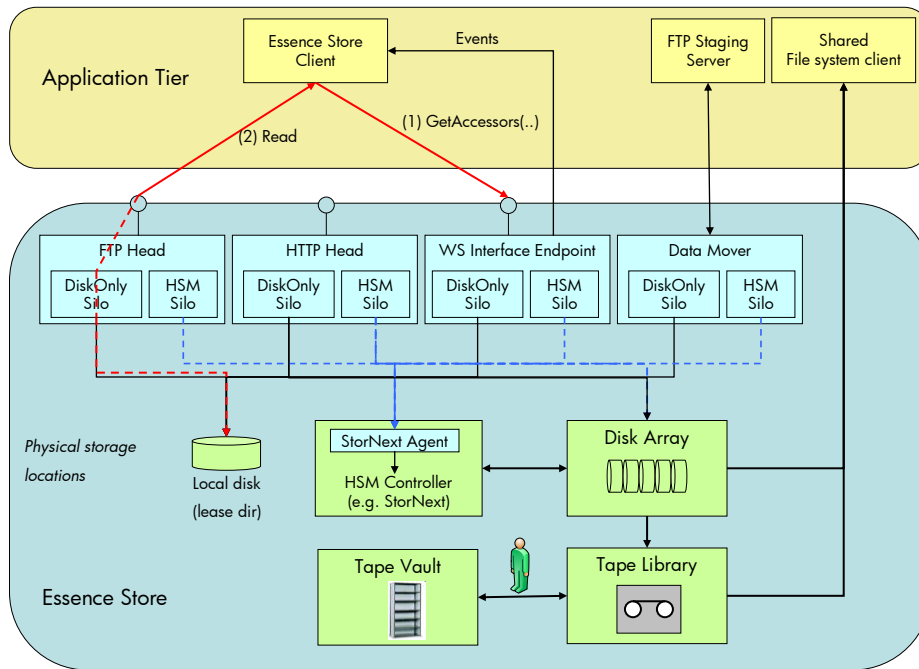 Essence Store
Client
Events
FTP Staging
Server
Shared
File system client
Application Tier
(1) GetAccessors(..)
(2) Read
FTP Head
HTTP Head
WS Interface Endpoint
Data Mover
DiskOnly
Silo
HSM
Silo
DiskOnly
Silo
HSM
Silo
DiskOnly
Silo
HSM
Silo
DiskOnly
Silo
HSM
Silo
Physical storage
locations
Local disk
(lease dir)
StorNext Agent
HSM Controller
(e.g. StorNext)
Disk Array
Tape Vault
Tape Library
Essence Store